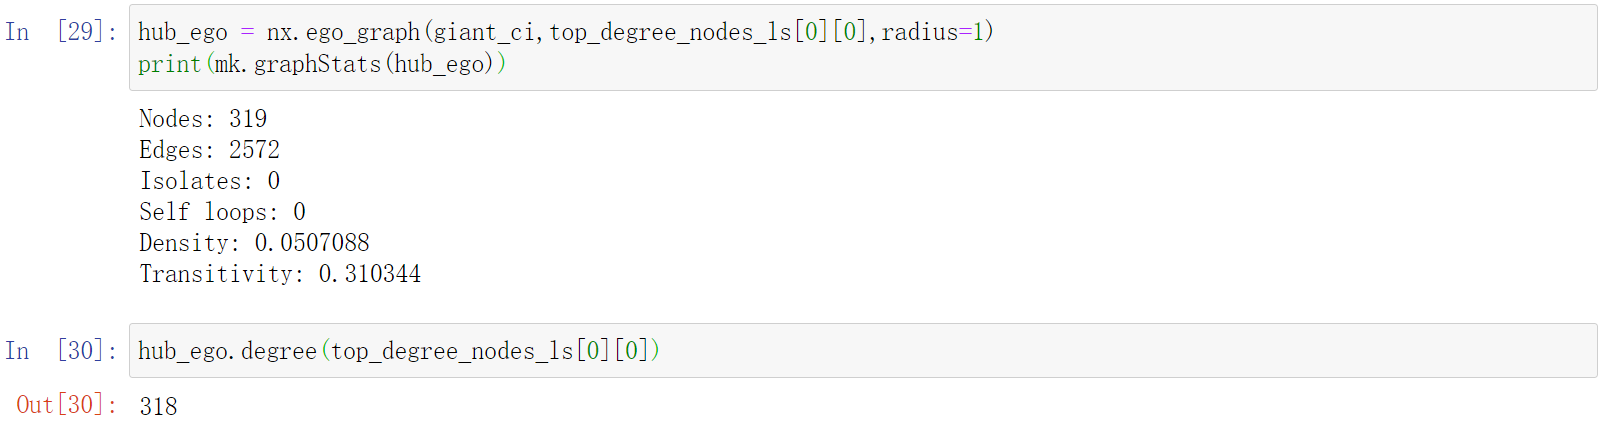 In [29]: hub_ego = nx.ego_graph(giant_ci,top_degree_nodes_ls[0][0],radius=1)
print(mk.graphStats(hub_ego))
Nodes: 319
Edges: 2572
Isolates: 0
Self loops: 0
Density: 0.0507088
Transitivity: 0.310344
In [30]: hub_ego.degree(top_degree_nodes_ls[0][0])
Out[30]: 318